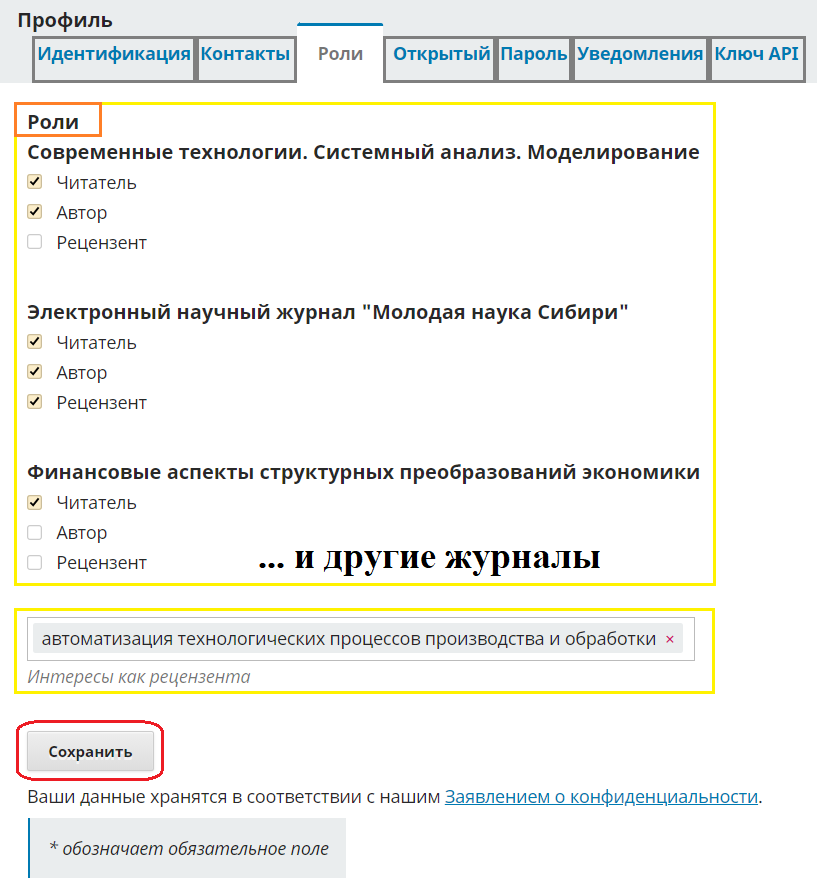 Профиль
Идентификация Контакты Роли Открытый Пароль Уведомления Ключ API
Роли
Современные технологии. Системный анализ. Моделирование
Читатель
Автор
Рецензент
Электронный научный журнал "Молодая наука Сибири"
Читатель
Автор
Рецензент
Финансовые аспекты структурных преобразований экономики
Читатель
Автор
Рецензент
... и другие журналы
автоматизация технологических процессов производства и обработки ×
Интересы как рецензента
Сохранить
Ваши данные хранятся в соответствии с нашим Заявлением о конфиденциальности.
* обозначает обязательное поле